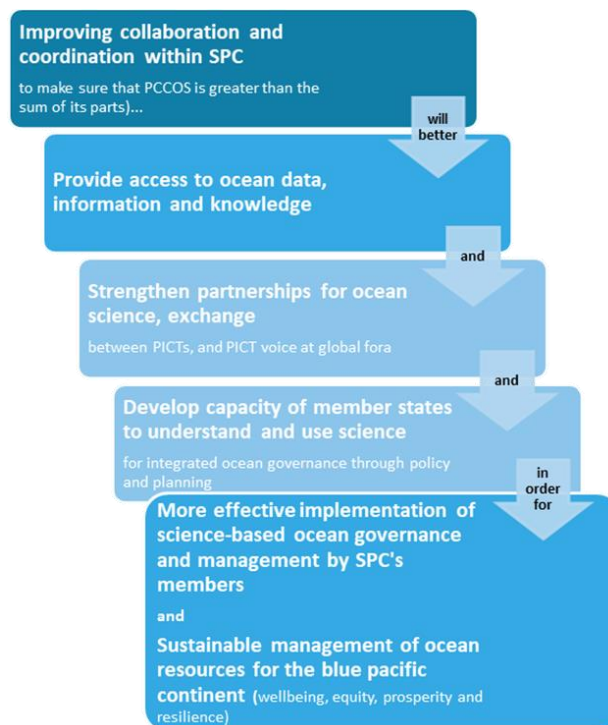 Improving collaboration and
coordination within SPC
to make sure that PCCOS is greater than the
sum of its parts)...
will
better
Provide access to ocean data,
information and knowledge
and
Strengthen partnerships for ocean
science, exchange
between PICTs, and PICT voice at global fora
and
Develop capacity of member states
to understand and use science
for integrated ocean governance through policy
and planning
in
order
for
More effective implementation of
science-based ocean governance
and management by SPC's
members
and
Sustainable management of ocean
resources for the blue pacific
continent (wellbeing, equity, prosperity and
resilience)